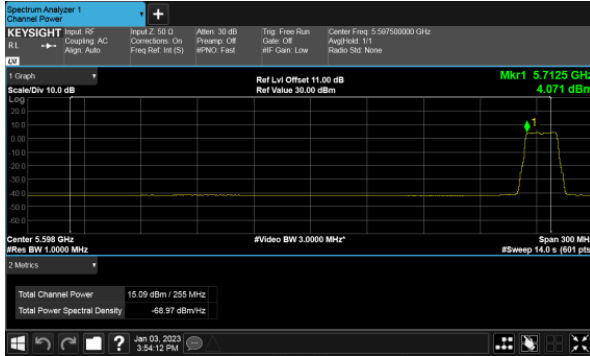 Spectrum Analyzer 1
Channel Power
+
KEYSIGHT Input: RF Input Z: 50 Ω Atten: 30 dB Trig: Free Run Center Freq: 5.597500000 GHz
RL Coupling: AC Corrections: On Preamp: Off Gate: Off Avg|Hold: 1/1
Align: Auto Freq Ref: Int (S) #PNO: Fast #IF Gain: Low Radio Std: None
LV
1 Graph Ref Lvl Offset 11.00 dB Mkr1 5.7125 GHz
Scale/Div 10.0 dB Ref Value 30.00 dBm 4.071 dBm
Log
20.0
10.0
1
0.00
-10.0
-20.0
-30.0
-40.0
-50.0
-60.0
Center 5.598 GHz #Video BW 3.0000 MHz* Span 300 MHz
#Res BW 1.0000 MHz #Sweep 14.0 s (601 pts
2 Metrics
Total Channel Power 15.09 dBm / 255 MHz
Total Power Spectral Density -68.97 dBm/Hz
? Jan 03, 2023
3:54:12 PM